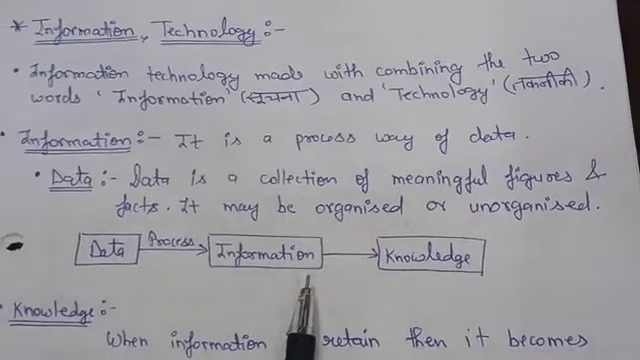 * Information, Technology :-
• Information technology made with combining the two
words 'Information' (सूचना) and 'Technology' (तकनीकी).
• Information :- It is a process way of data.
• Data :- Data is a collection of meaningful figures &
facts. It may be organised or unorganised.
Data Process Information Knowledge
• Knowledge :-
When information retain then it becomes